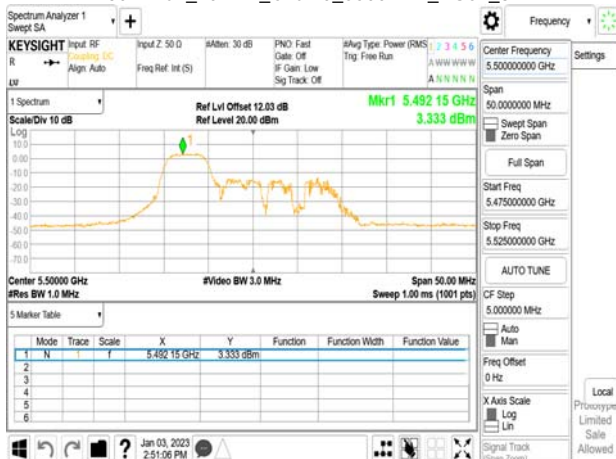 Spectrum Analyzer 1
Swept SA
+
Frequency
KEYSIGHT
R
Input: RF
Coupling: DC
Align: Auto
Input Z: 50 Ω
Freq Ref: Int (S)
#Atten: 30 dB
PNO: Fast
Gate: Off
IF Gain: Low
Sig Track: Off
#Avg Type: Power (RMS
Trig: Free Run
1 2 3 4 5 6
A W W W W W
A N N N N N
1 Spectrum
Scale/Div 10 dB
Ref Lvl Offset 12.03 dB
Ref Level 20.00 dBm
Mkr1 5.492 15 GHz
3.333 dBm
Log
10.0
0.00
-10.0
-20.0
-30.0
-40.0
-50.0
-60.0
-70.0
1
Center 5.50000 GHz
#Res BW 1.0 MHz
#Video BW 3.0 MHz
Span 50.00 MHz
Sweep 1.00 ms (1001 pts)
5 Marker Table
Mode Trace Scale X Y Function Function Width Function Value
1 N 1 f 5.492 15 GHz 3.333 dBm
2
3
4
5
6
Jan 03, 2023
2:51:06 PM
Center Frequency
5.500000000 GHz
Settings
Span
50.0000000 MHz
Swept Span
Zero Span
Full Span
Start Freq
5.475000000 GHz
Stop Freq
5.525000000 GHz
AUTO TUNE
CF Step
5.000000 MHz
Auto
Man
Freq Offset
0 Hz
X Axis Scale
Log
Lin
Local
Prototype
Limited
Sale
Allowed
Signal Track